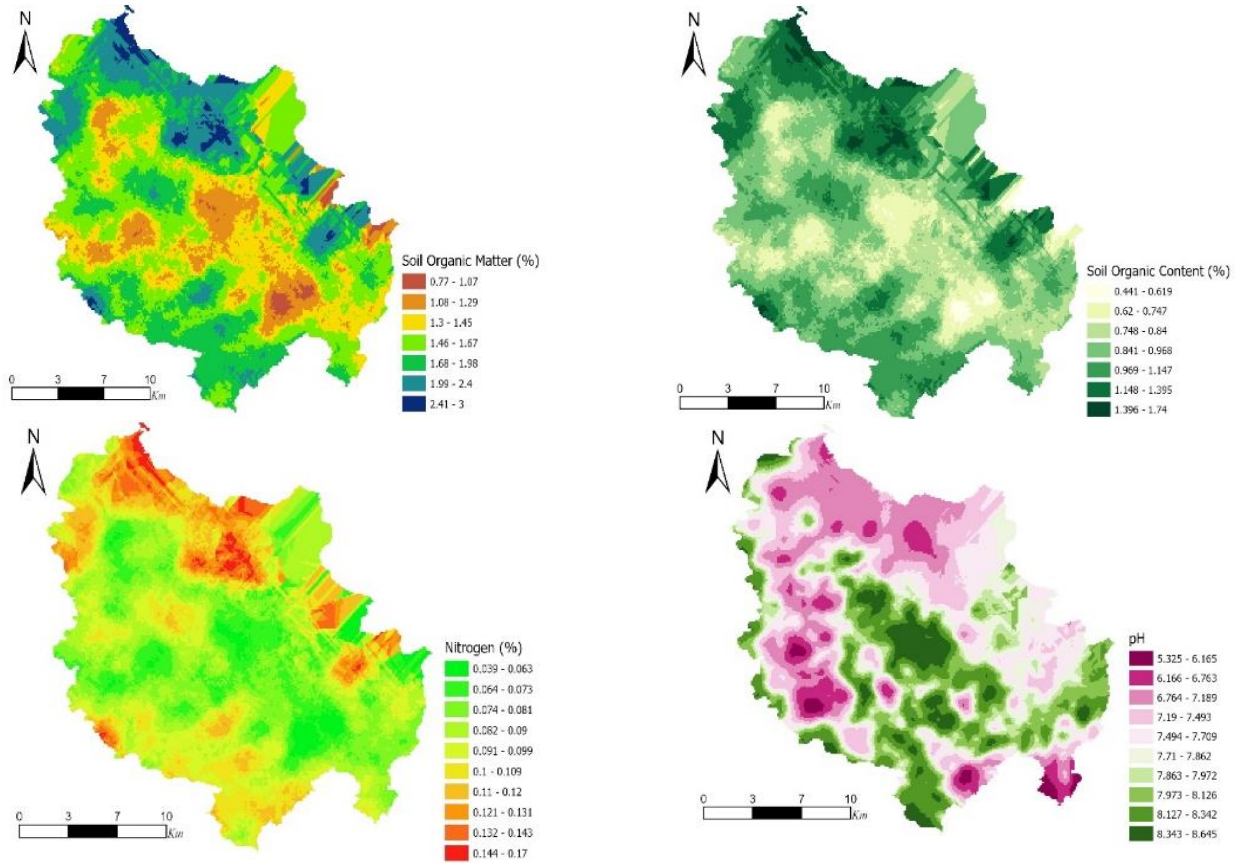 N
Soil Organic Matter (%)
0.77 - 1.07
1.08 - 1.29
1.3 - 1.45
1.46 - 1.67
1.68 - 1.98
1.99 - 2.4
2.41 - 3
0 3 7 10
Km
N
Soil Organic Content (%)
0.441 - 0.619
0.62 - 0.747
0.748 - 0.84
0.841 - 0.968
0.969 - 1.147
1.148 - 1.395
1.396 - 1.74
0 3 7 10
Km
N
Nitrogen (%)
0.039 - 0.063
0.064 - 0.073
0.074 - 0.081
0.082 - 0.09
0.091 - 0.099
0.1 - 0.109
0.11 - 0.12
0.121 - 0.131
0.132 - 0.143
0.144 - 0.17
0 3 7 10
Km
N
pH
5.325 - 6.165
6.166 - 6.763
6.764 - 7.189
7.19 - 7.493
7.494 - 7.709
7.71 - 7.862
7.863 - 7.972
7.973 - 8.126
8.127 - 8.342
8.343 - 8.645
0 3 7 10
Km